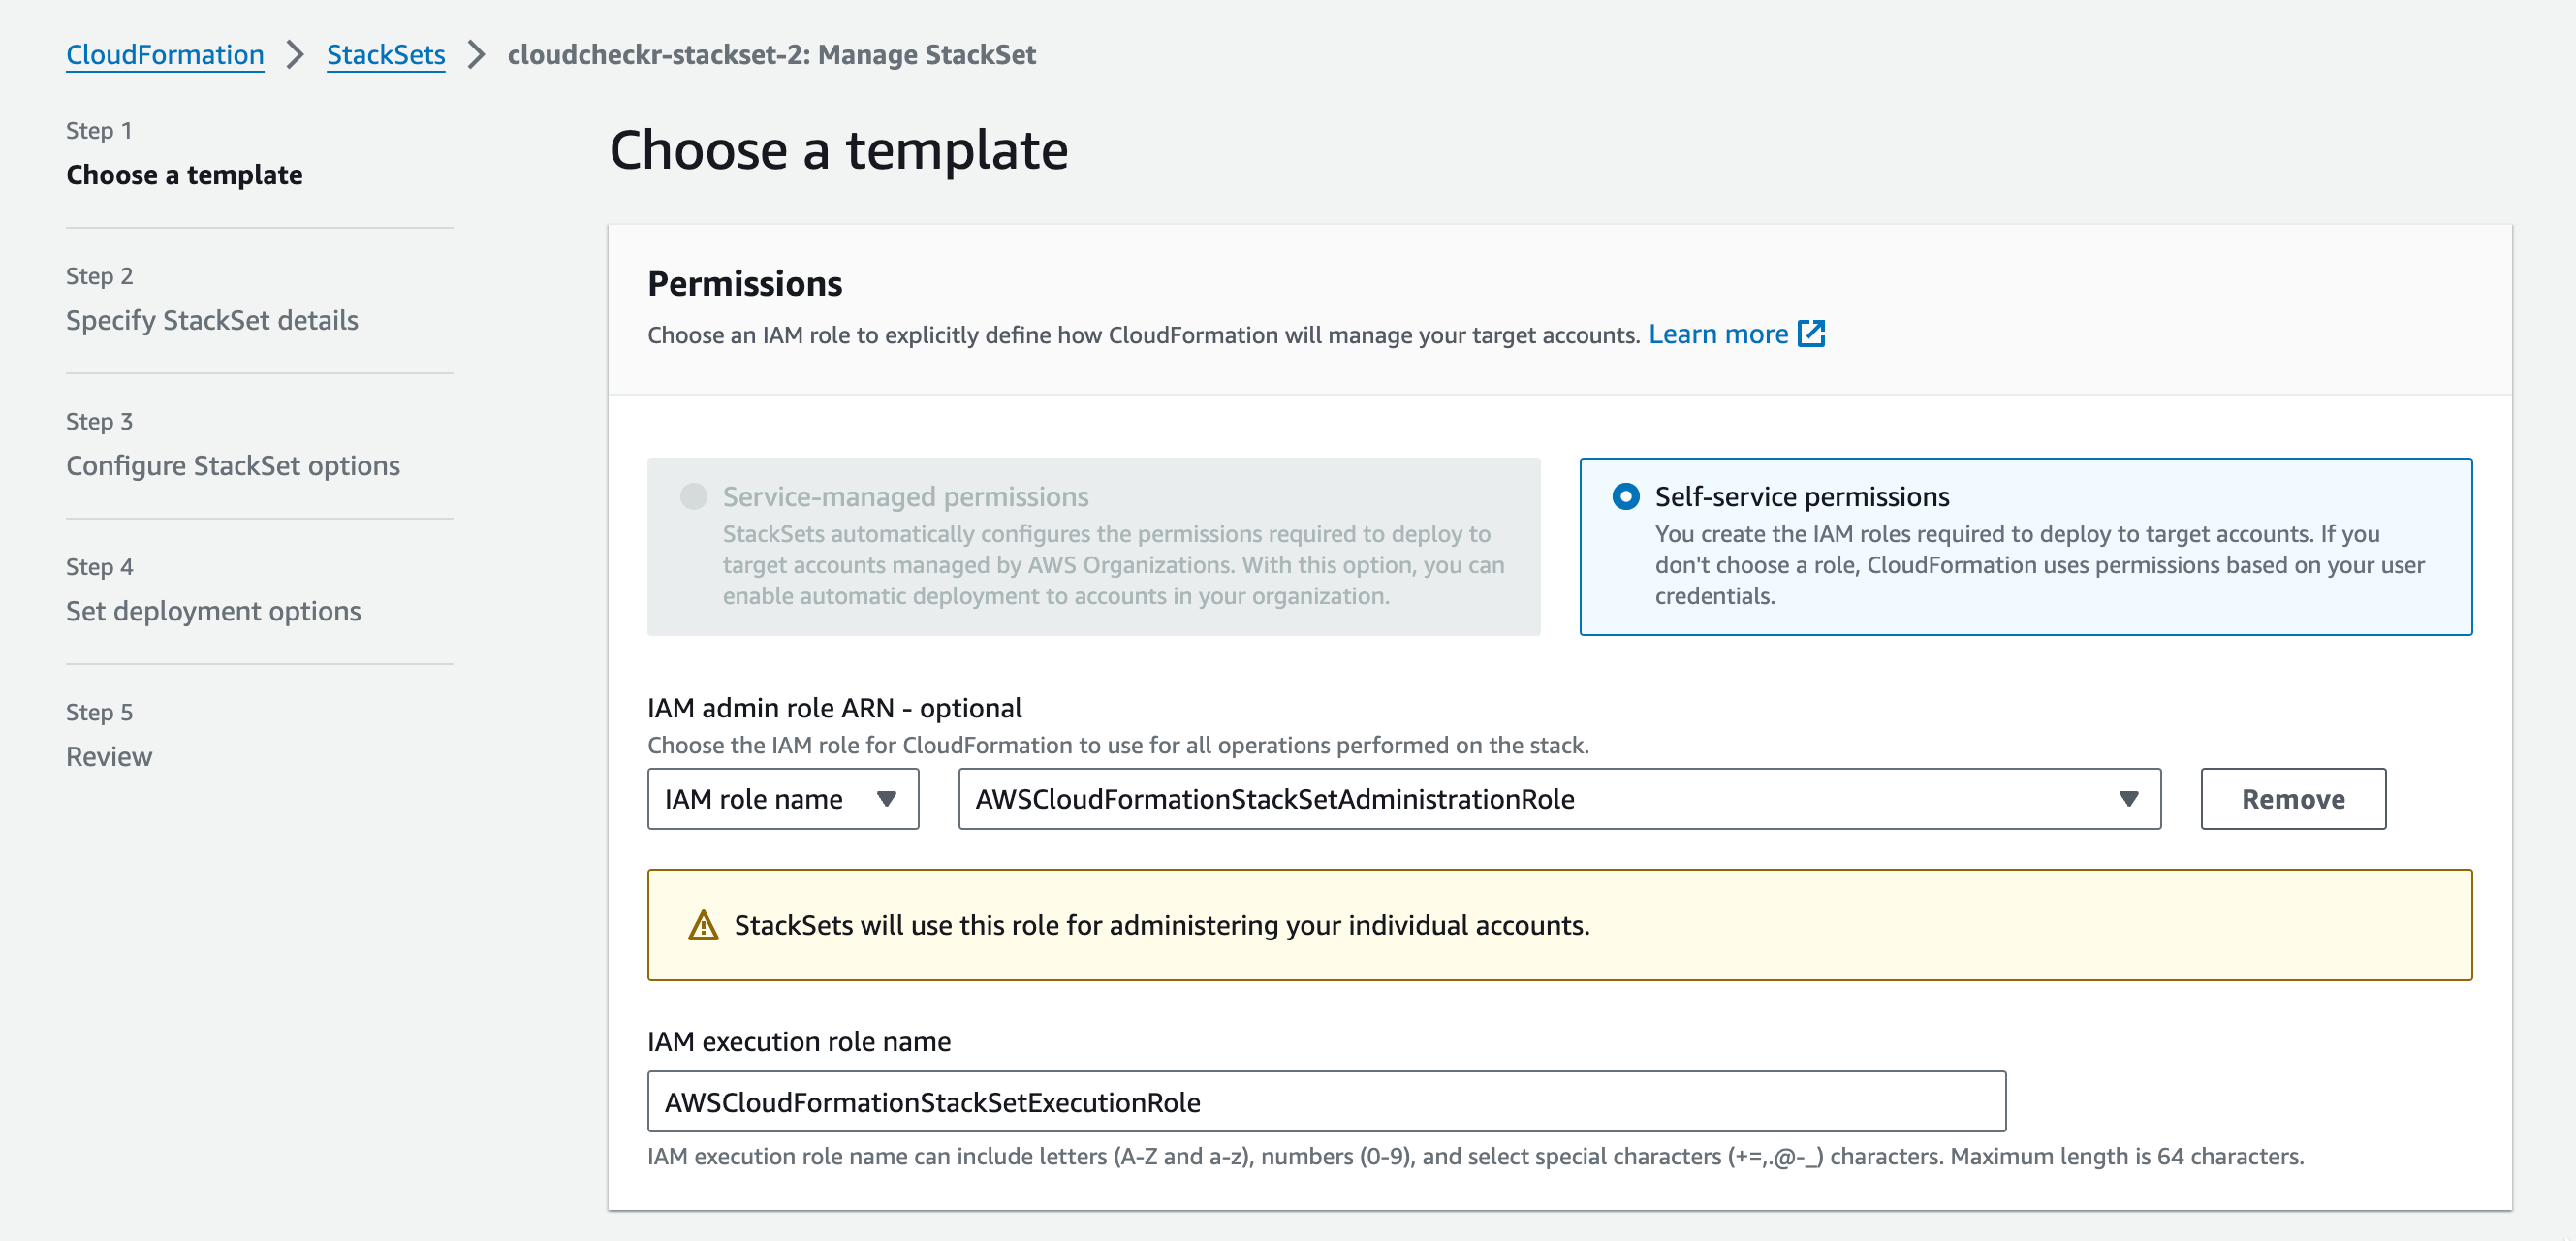 CloudFormation > StackSets > cloudcheckr-stackset-2: Manage StackSet
Step 1
Choose a template
Step 2
Specify StackSet details
Step 3
Configure StackSet options
Step 4
Set deployment options
Step 5
Review
Choose a template
Permissions
Choose an IAM role to explicitly define how CloudFormation will manage your target accounts. Learn more
Service-managed permissions
StackSets automatically configures the permissions required to deploy to
target accounts managed by AWS Organizations. With this option, you can
enable automatic deployment to accounts in your organization.
Self-service permissions
You create the IAM roles required to deploy to target accounts. If you
don't choose a role, CloudFormation uses permissions based on your user
credentials.
IAM admin role ARN - optional
Choose the IAM role for CloudFormation to use for all operations performed on the stack.
IAM role name
AWSCloudFormationStackSetAdministrationRole
Remove
StackSets will use this role for administering your individual accounts.
IAM execution role name
AWSCloudFormationStackSetExecutionRole
IAM execution role name can include letters (A-Z and a-z), numbers (0-9), and select special characters (+=,.@-_) characters. Maximum length is 64 characters.